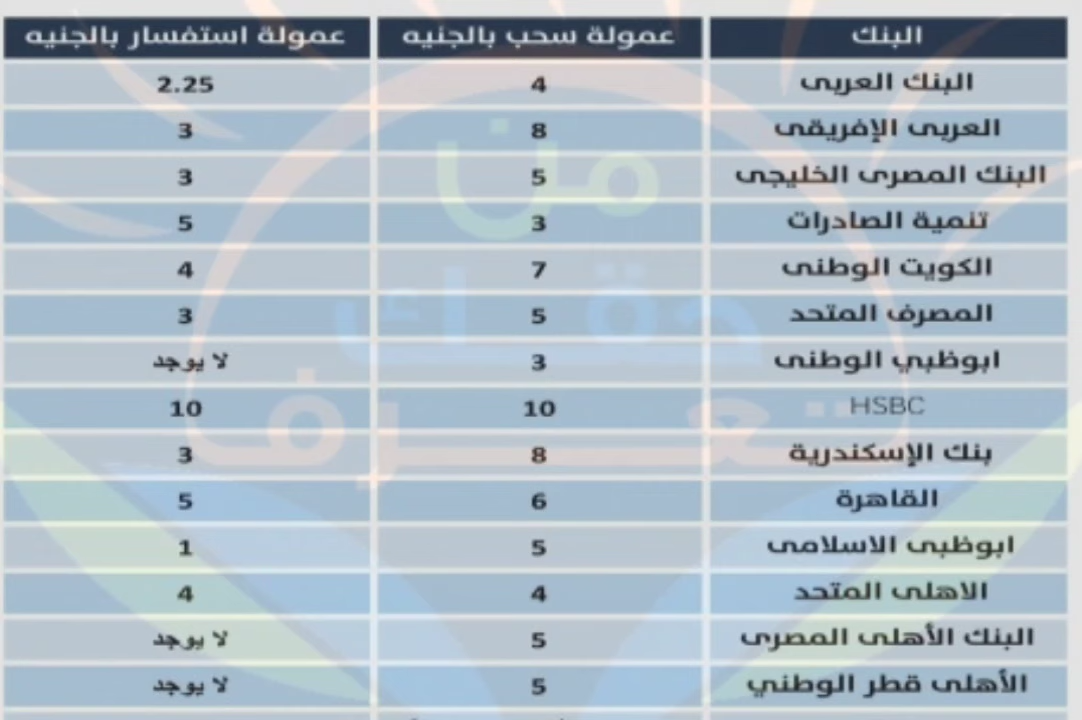 البنك عمولة سحب بالجنيه عمولة استفسار بالجنيه
البنك العربى 4 2.25
العربى الإفريقى 8 3
البنك المصرى الخليجى 5 3
تنمية الصادرات 3 5
الكويت الوطنى 7 4
المصرف المتحد 5 3
ابوظبي الوطنى 3 لا يوجد
HSBC 10 10
بنك الإسكندرية 8 3
القاهرة 6 5
ابوظبى الاسلامى 5 1
الاهلى المتحد 4 4
البنك الأهلى المصرى 5 لا يوجد
الأهلى قطر الوطني 5 لا يوجد
من
حقك
تعرف